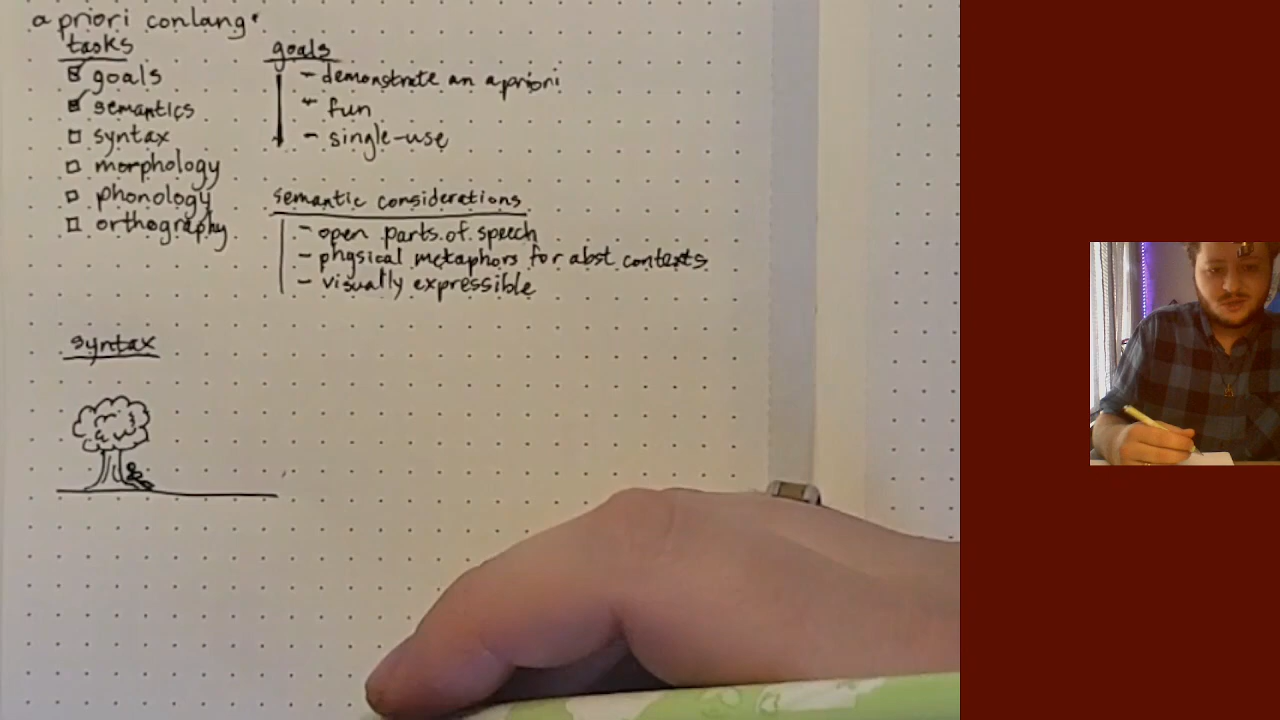 a priori conlang
tasks
goals
semantics
syntax
morphology
phonology
orthography
goals
- demonstrate an apriori
- fun
- single-use
semantic considerations
- open parts of speech
- physical metaphors for abst contexts
- visually expressible
syntax